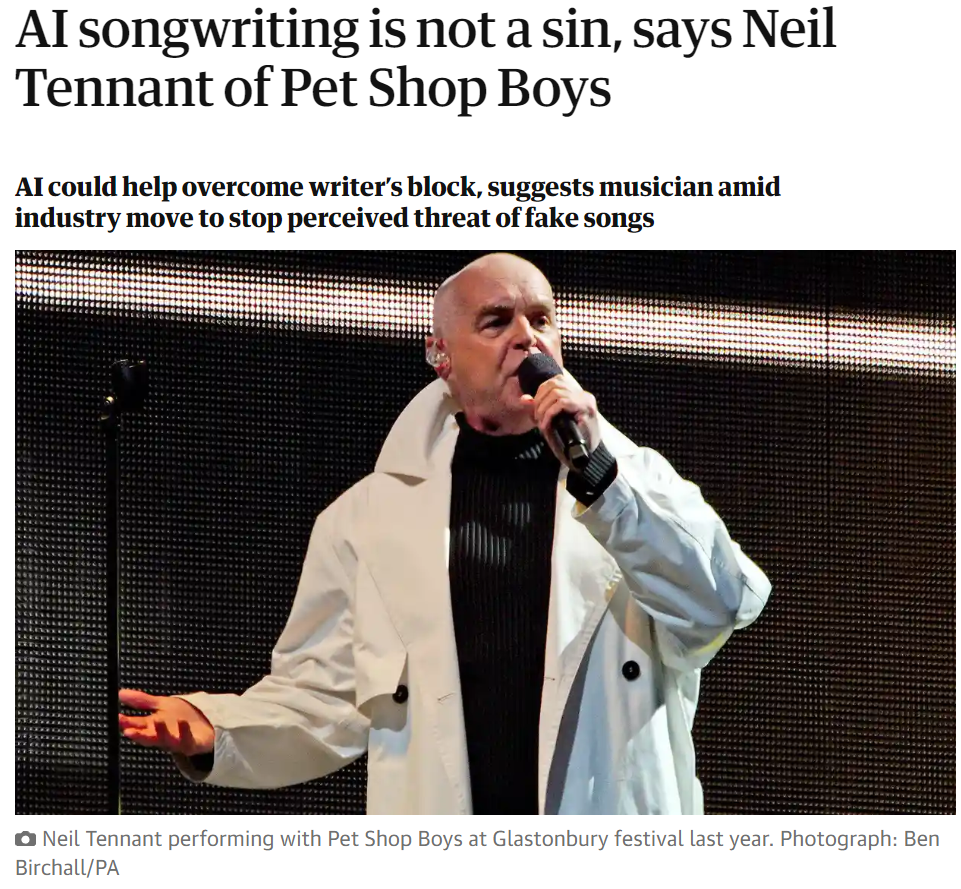 AI songwriting is not a sin, says Neil
Tennant of Pet Shop Boys
AI could help overcome writer’s block, suggests musician amid
industry move to stop perceived threat of fake songs
Neil Tennant performing with Pet Shop Boys at Glastonbury festival last year. Photograph: Ben
Birchall/PA